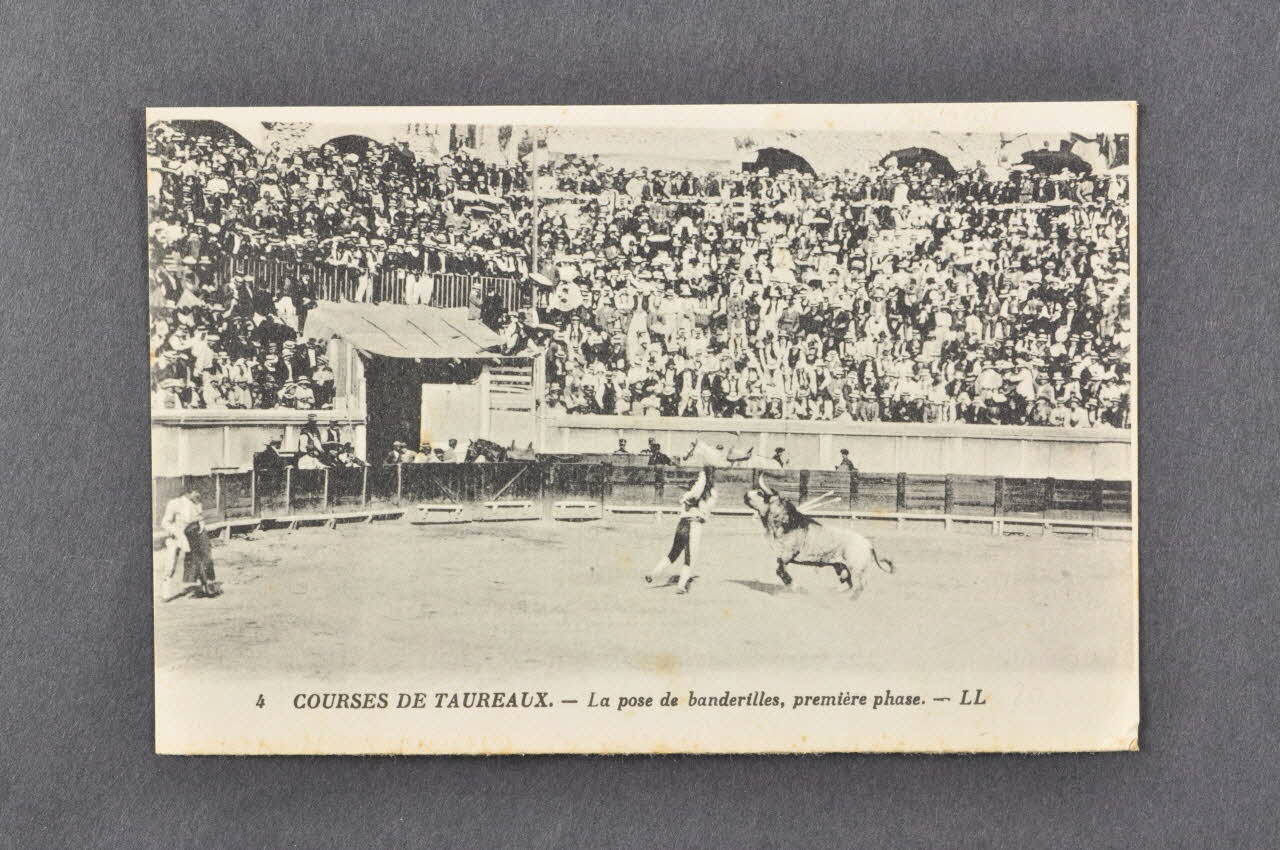 4 COURSES DE TAUREAUX. — La pose de banderilles, première phase. — LL